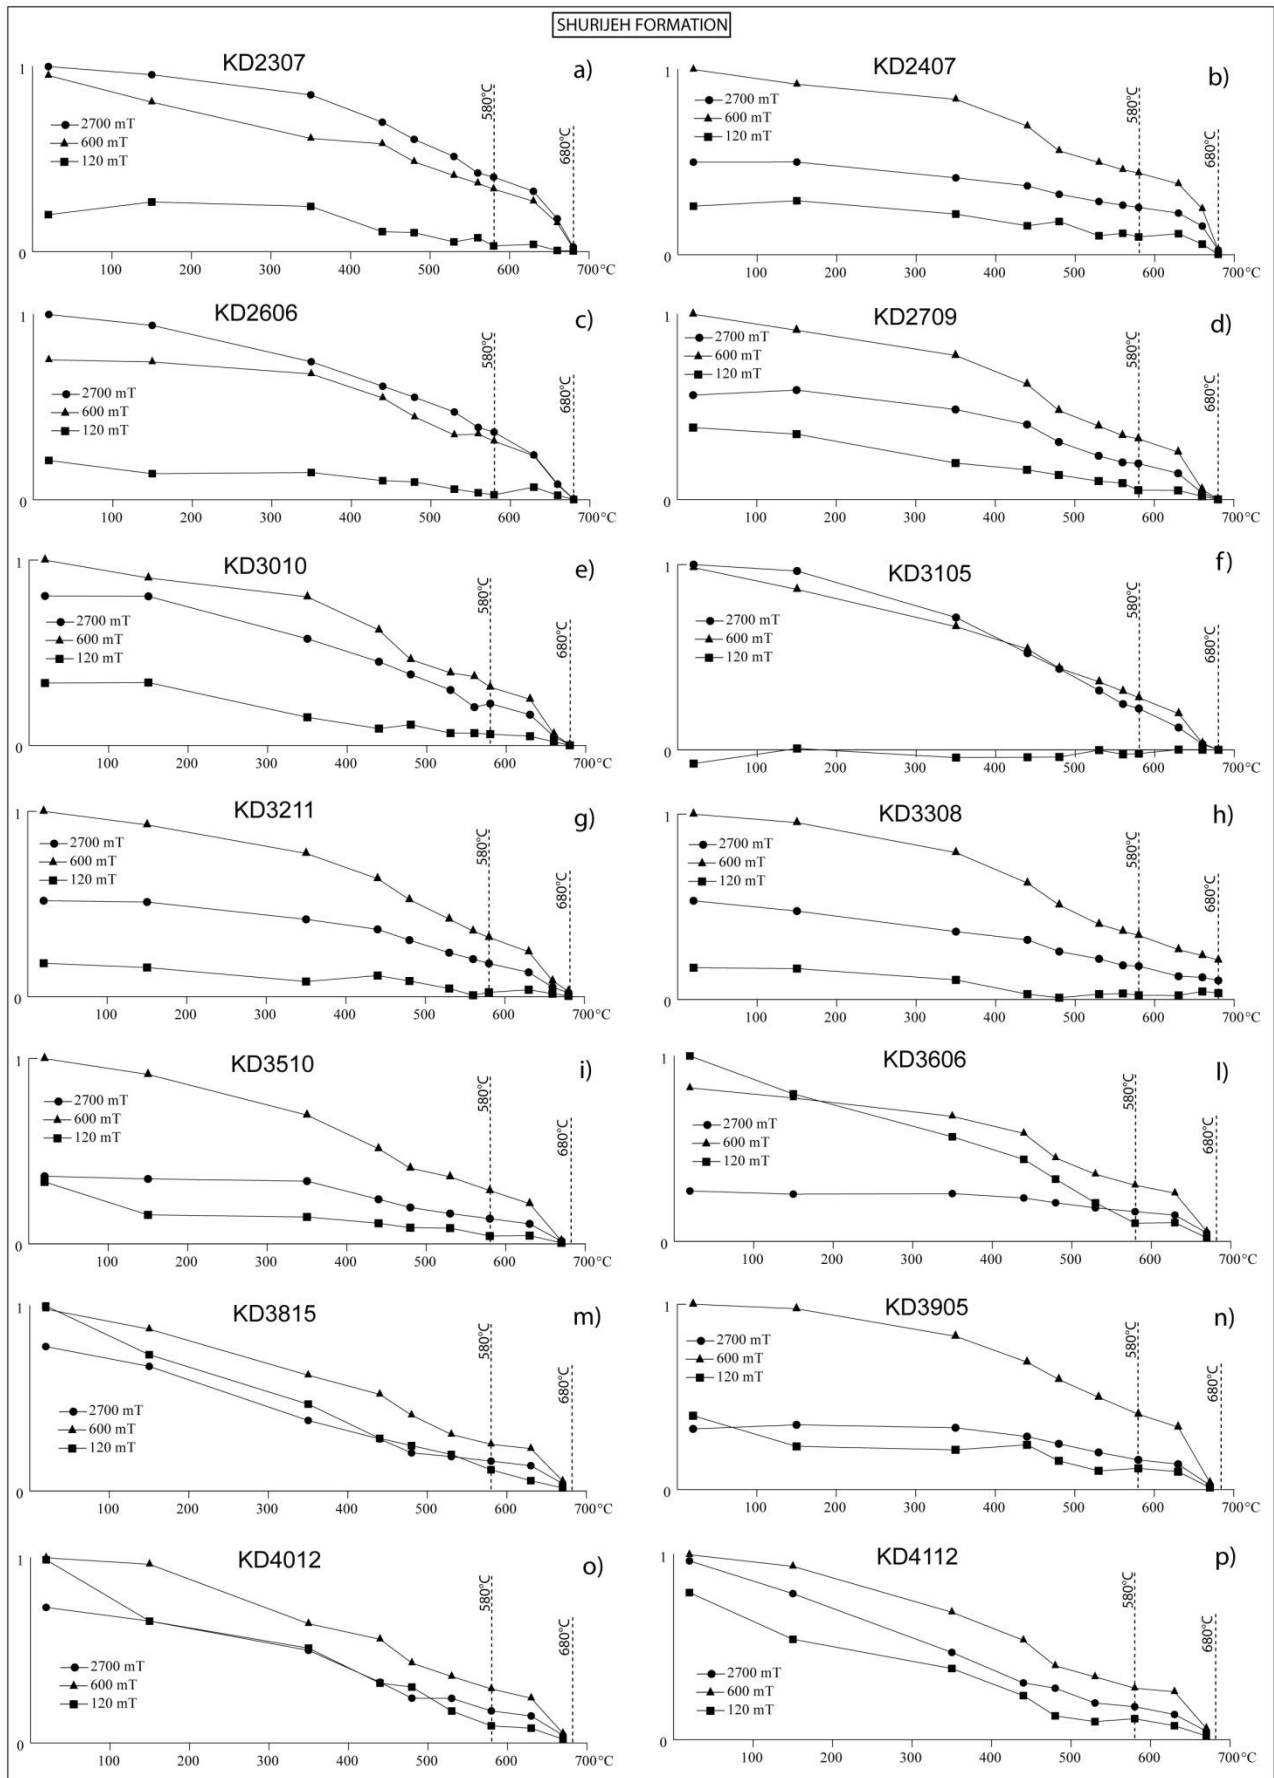 SHURIJEH FORMATION
KD2307
a)
1
0
2700 mT
600 mT
120 mT
580°C
680°C
100 200 300 400 500 600 700°C
KD2407
b)
1
0
2700 mT
600 mT
120 mT
580°C
680°C
100 200 300 400 500 600 700°C
KD2606
c)
1
0
2700 mT
600 mT
120 mT
580°C
680°C
100 200 300 400 500 600 700°C
KD2709
d)
1
0
2700 mT
600 mT
120 mT
580°C
680°C
100 200 300 400 500 600 700°C
KD3010
e)
1
0
2700 mT
600 mT
120 mT
580°C
680°C
100 200 300 400 500 600 700°C
KD3105
f)
1
0
2700 mT
600 mT
120 mT
580°C
680°C
100 200 300 400 500 600 700°C
KD3211
g)
1
0
2700 mT
600 mT
120 mT
580°C
680°C
100 200 300 400 500 600 700°C
KD3308
h)
1
0
2700 mT
600 mT
120 mT
580°C
680°C
100 200 300 400 500 600 700°C
KD3510
i)
1
0
2700 mT
600 mT
120 mT
580°C
680°C
100 200 300 400 500 600 700°C
KD3606
l)
1
0
2700 mT
600 mT
120 mT
580°C
680°C
100 200 300 400 500 600 700°C
KD3815
m)
1
0
2700 mT
600 mT
120 mT
580°C
680°C
100 200 300 400 500 600 700°C
KD3905
n)
1
0
2700 mT
600 mT
120 mT
580°C
680°C
100 200 300 400 500 600 700°C
KD4012
o)
1
0
2700 mT
600 mT
120 mT
580°C
680°C
100 200 300 400 500 600 700°C
KD4112
p)
1
0
2700 mT
600 mT
120 mT
580°C
680°C
100 200 300 400 500 600 700°C